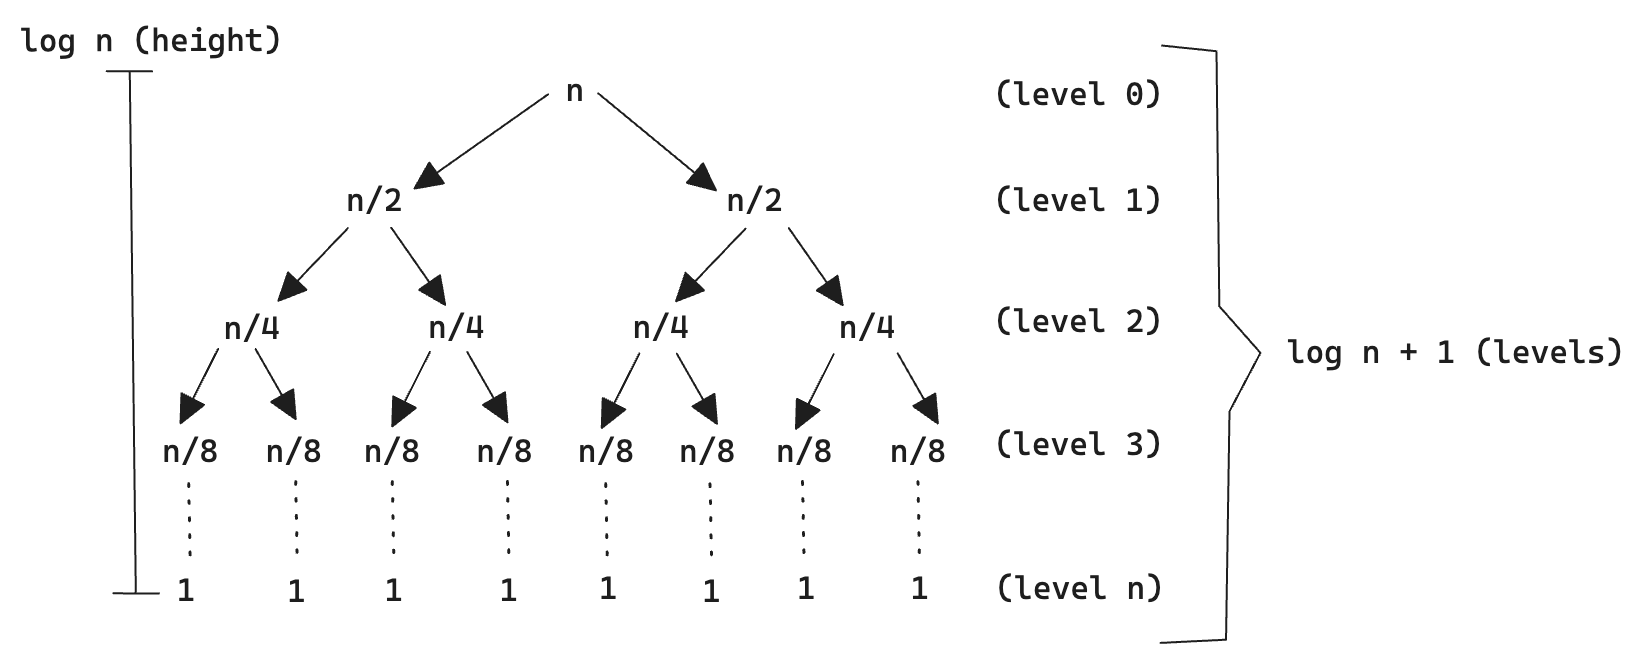 log n (height)
n (level 0)
n/2 n/2 (level 1)
n/4 n/4 n/4 n/4 (level 2)
log n + 1 (levels)
n/8 n/8 n/8 n/8 n/8 n/8 n/8 n/8 (level 3)
1 1 1 1 1 1 1 1 (level n)